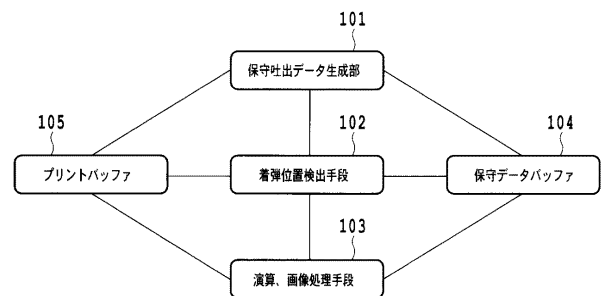 101
保守吐出データ生成部
105
102
104
プリントバッファ
着弾位置検出手段
保守データバッファ
103
演算、画像処理手段